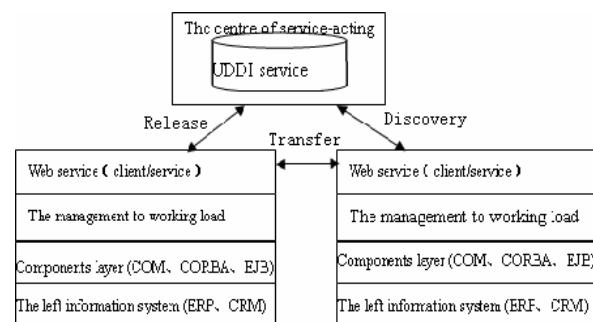 The centre of service-acting
UDDI service
Release
Discovery
Transfer
Web service ( client/service )
The management to working load
Components layer (COM、CORBA、EJB)
The left information system (ERP、CRM)
Web service ( client/service )
The management to working load
Components layer (COM、CORBA、EJB)
The left information system (ERP、CRM)